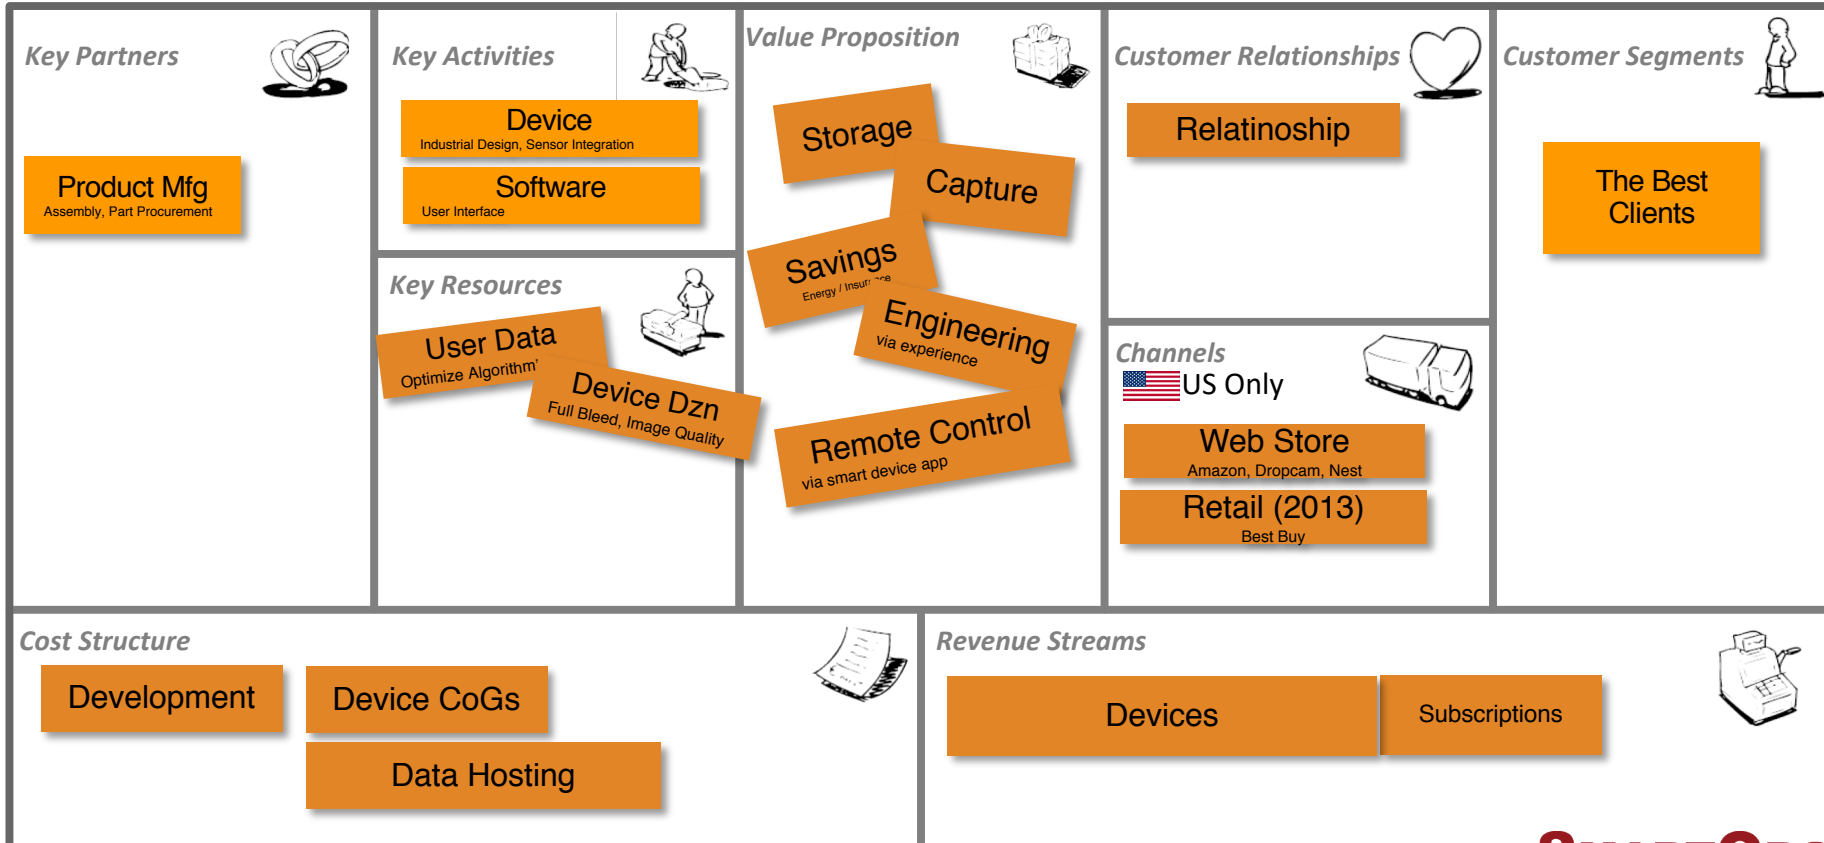 Key Partners
Product Mfg
Assembly, Part Procurement
Key Activities
Device
Industrial Design, Sensor Integration
Software
User Interface
Key Resources
User Data
Optimize
Device Dzn
Full Bleed, Image Quality
Value Proposition
Storage
Capture
Savings
Energy /
Engineering
via experience
Remote Control
via smart device app
Customer Relationships
Relatinoship
Channels
US Only
Web Store
Amazon, Dropcam, Nest
Retail (2013)
Best Buy
Customer Segments
The Best
Clients
Cost Structure
Development
Device CoGs
Data Hosting
Revenue Streams
Devices
Subscriptions